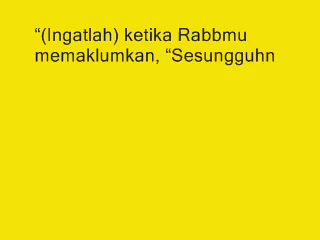 “(Ingatlah) ketika Rabbmu
memaklumkan, “Sesungguhn